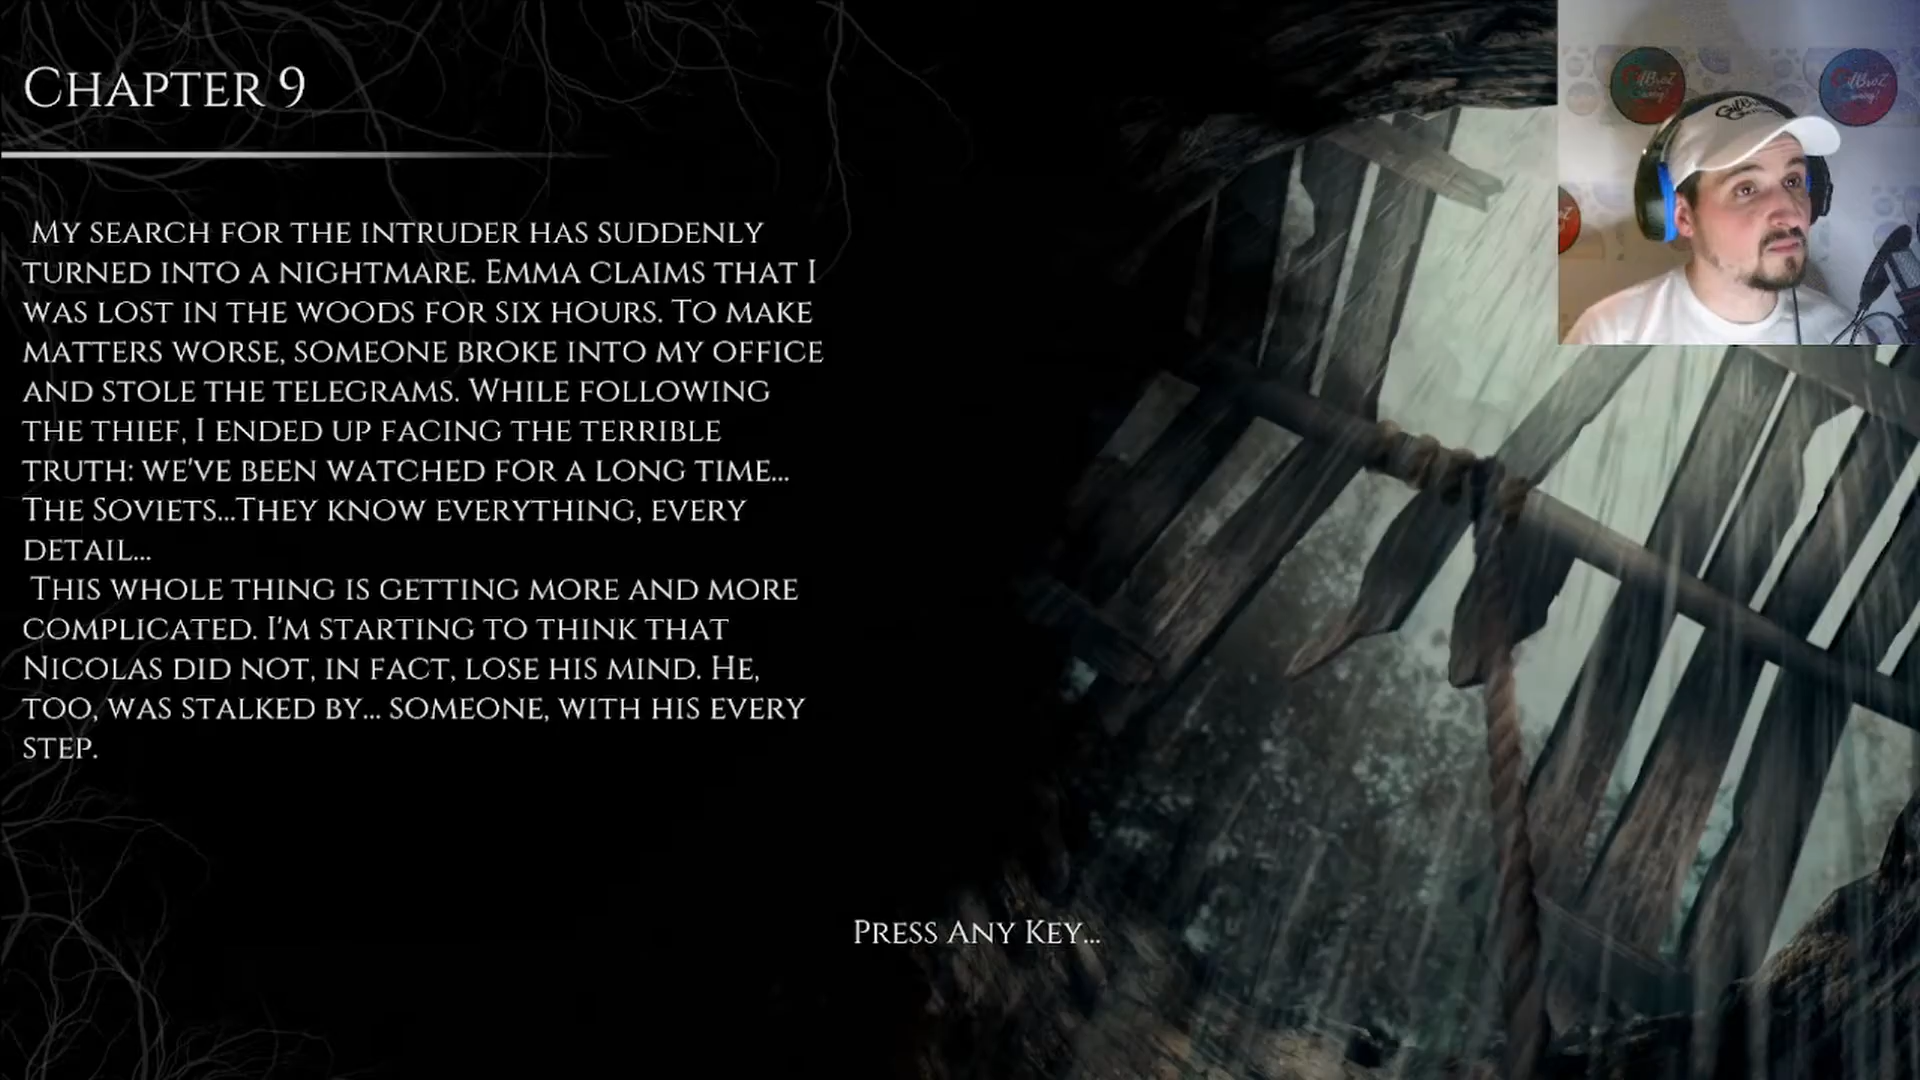 Chapter 9
My search for the intruder has suddenly
turned into a nightmare. Emma claims that I
was lost in the woods for six hours. To make
matters worse, someone broke into my office
and stole the telegrams. While following
the thief, I ended up facing the terrible
truth: we've been watched for a long time...
The Soviets...They know everything, every
detail...
This whole thing is getting more and more
complicated. I'm starting to think that
Nicolas did not, in fact, lose his mind. He,
too, was stalked by... someone, with his every
step.
Press Any Key...